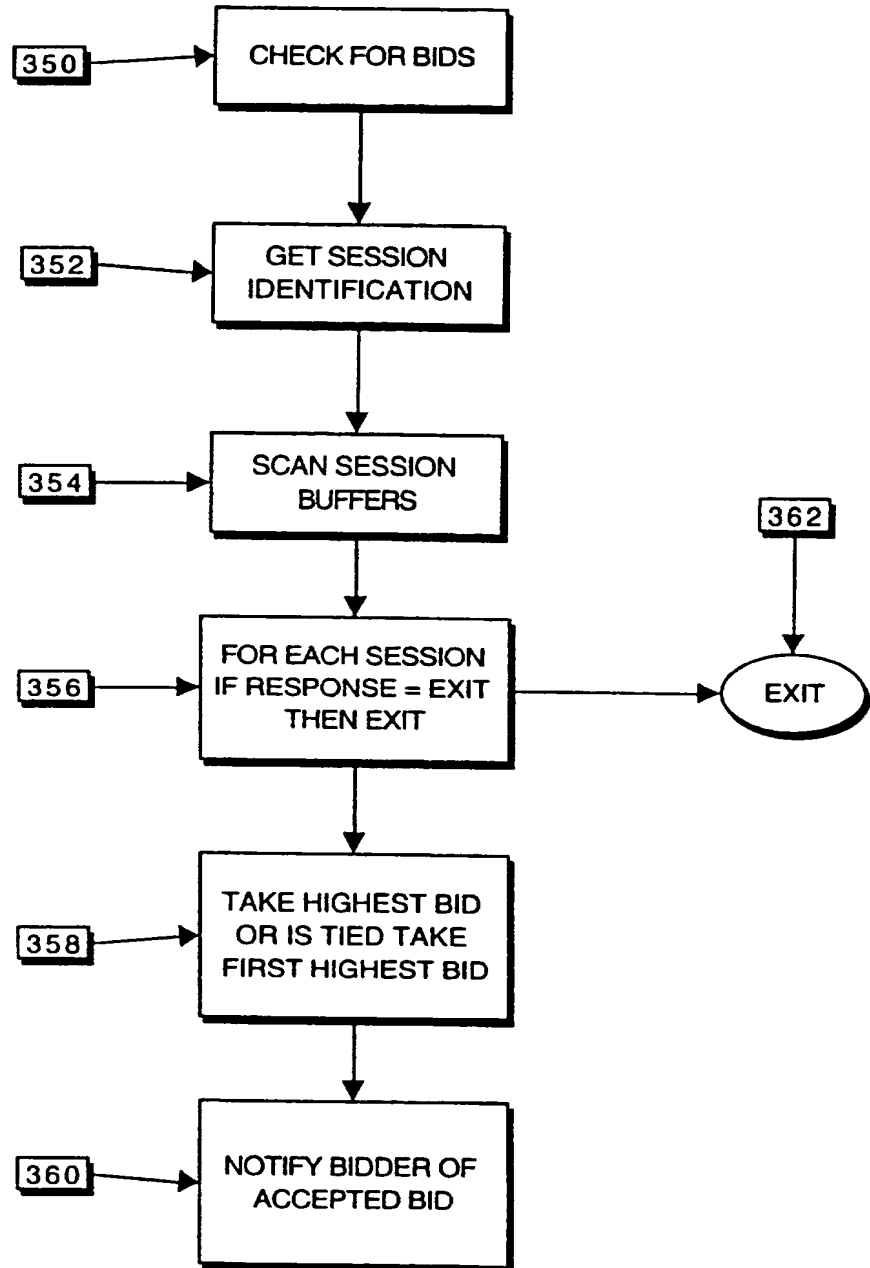 350
CHECK FOR BIDS
352
GET SESSION
IDENTIFICATION
354
SCAN SESSION
BUFFERS
362
356
FOR EACH SESSION
IF RESPONSE = EXIT
THEN EXIT
EXIT
358
TAKE HIGHEST BID
OR IS TIED TAKE
FIRST HIGHEST BID
360
NOTIFY BIDDER OF
ACCEPTED BID